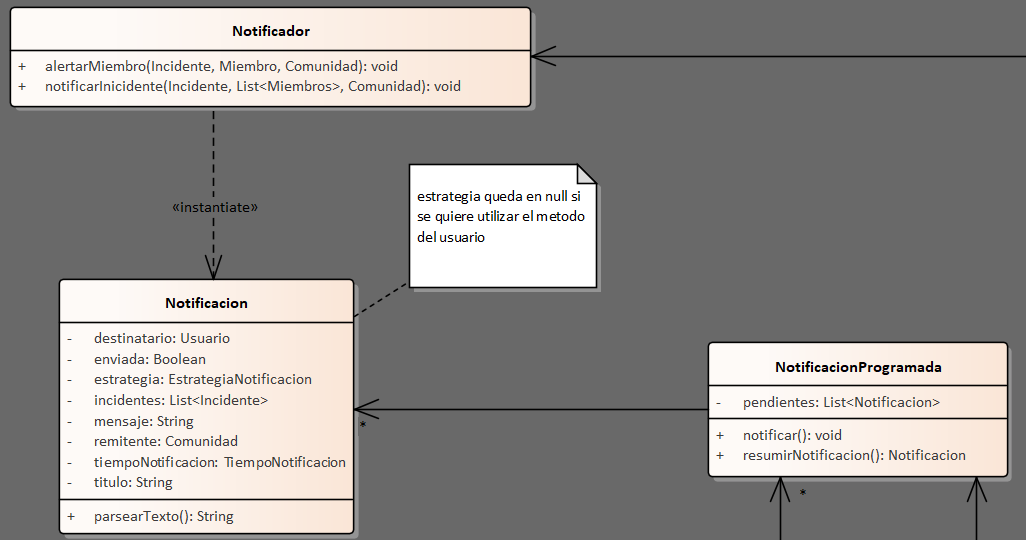 Notificador
+ alertarMiembro(Incidente, Miembro, Comunidad): void
+ notificarInicidente(Incidente, List<Miembros>, Comunidad): void
«instantiate»
estrategia queda en null si
se quiere utilizar el metodo
del usuario
Notificacion
- destinatario: Usuario
- enviada: Boolean
- estrategia: EstrategiaNotificacion
- incidentes: List<Incidente>
- mensaje: String
- remitente: Comunidad
- tiempoNotificacion: TiempoNotificacion
- titulo: String
+ parsearTexto(): String
*
NotificacionProgramada
- pendientes: List<Notificacion>
+ notificar(): void
+ resumirNotificacion(): Notificacion
*